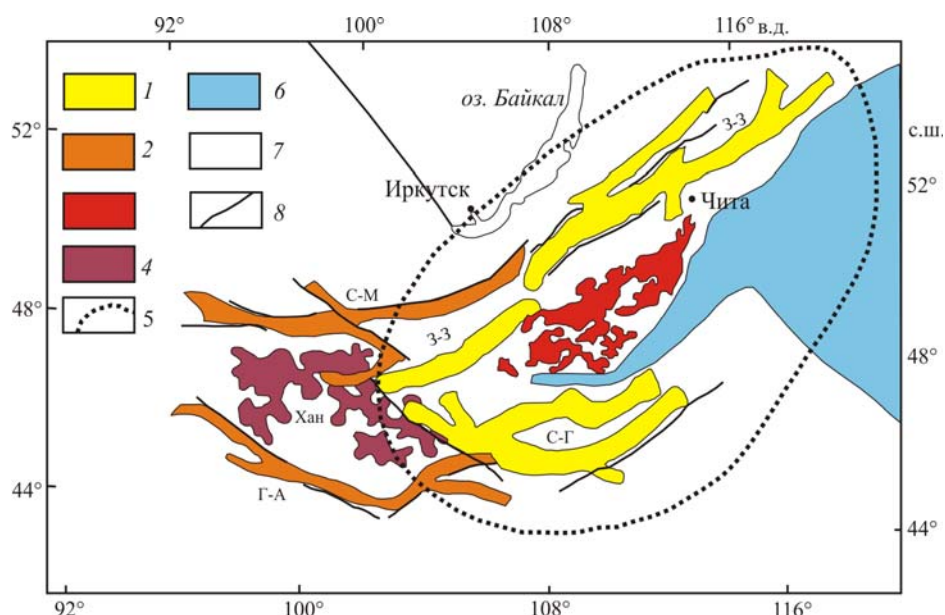 92° 100° 108° 116° в.д.
1 6
оз. Байкал
З-З
52° с.ш.
2 7
52°
Иркутск
8 Чита
4
С-М
48° 5
З-З
48°
Хан
С-Г
44° Г-А
44°
92° 100° 108° 116°